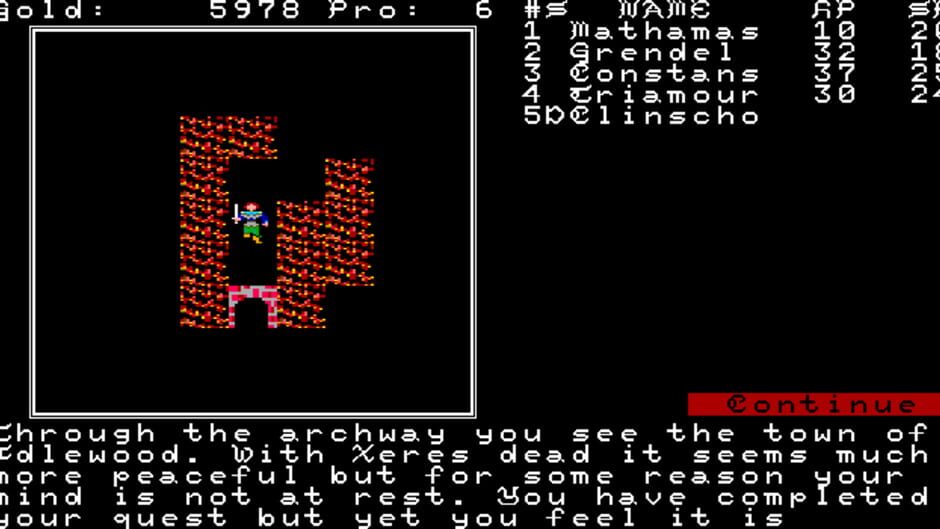 Gold: 5978 Pro: 6 #S NAME AP
1 Mathamas 10
2 Grendel 32
3 Constans 37
4 Triamour 30
5 Clinscho
Continue
Through the archway you see the town of
Idlewood. With Xeres dead it seems much
more peaceful but for some reason your
mind is not at rest. You have completed
your quest but yet you feel it is